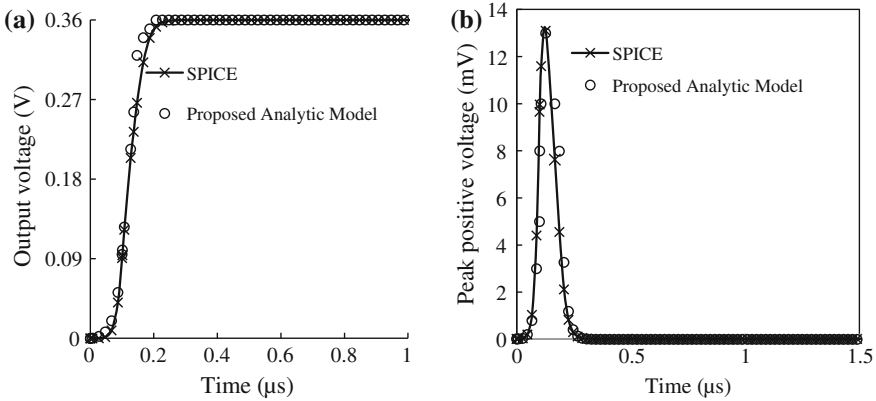 (a)
0.36
0.27
0.18
0.09
0
Output voltage (V)
SPICE
Proposed Analytic Model
0 0.2 0.4 0.6 0.8 1
Time (µs)
(b)
14
12
10
8
6
4
2
0
Peak positive voltage (mV)
SPICE
Proposed Analytic Model
0 0.5 1 1.5
Time (µs)